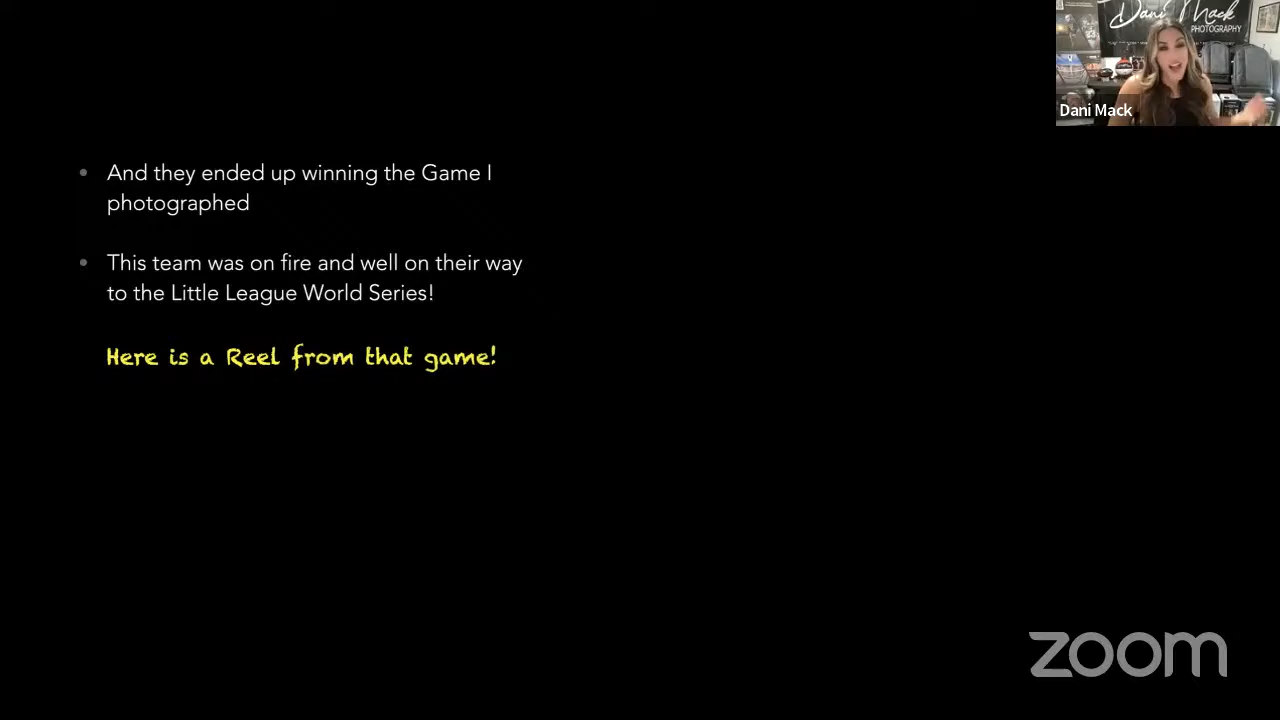 Dani Mack
PHOTOGRAPHY
Dani Mack
And they ended up winning the Game I
photographed
This team was on fire and well on their way
to the Little League World Series!
Here is a Reel from that game!
zoom